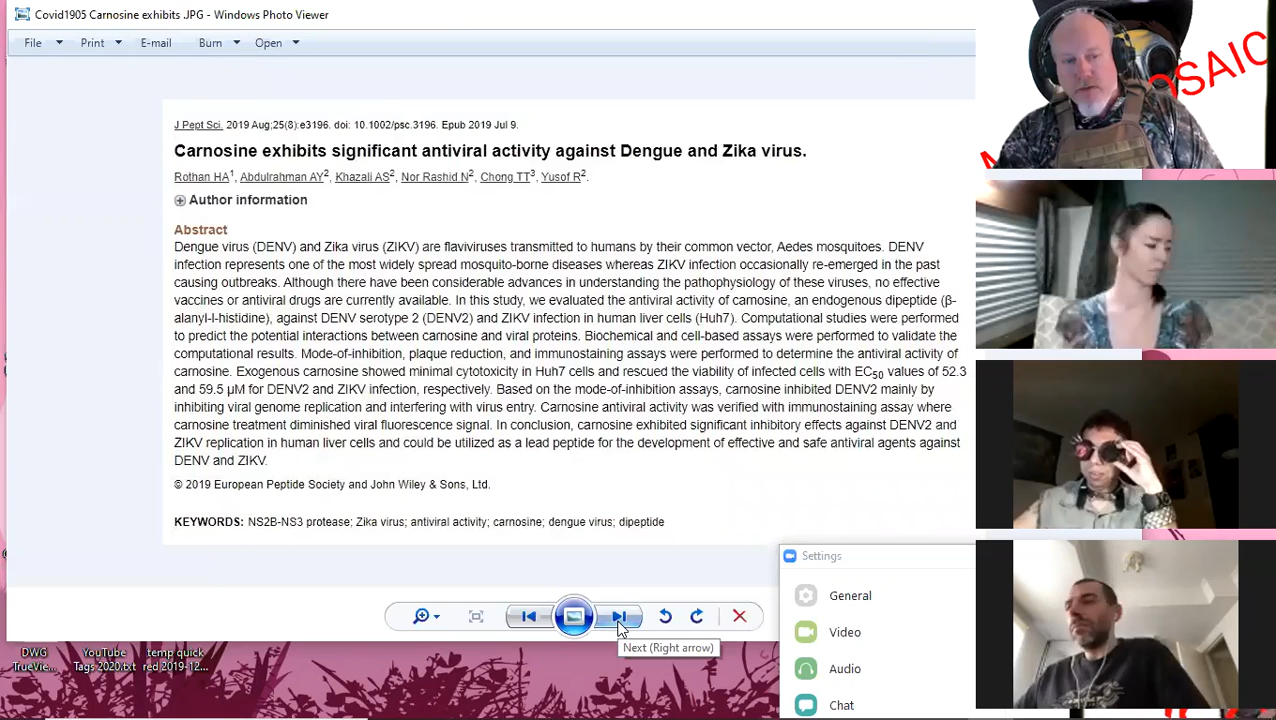 Covid1905 Carnosine exhibits .JPG - Windows Photo Viewer
File Print E-mail Burn Open
J Pept Sci. 2019 Aug;25(8):e3196. doi: 10.1002/psc.3196. Epub 2019 Jul 9.
Carnosine exhibits significant antiviral activity against Dengue and Zika virus.
Rothan HA1, Abdulrahman AY2, Khazali AS2, Nor Rashid N2, Chong TT3, Yusof R2.
Author information
Abstract
Dengue virus (DENV) and Zika virus (ZIKV) are flaviviruses transmitted to humans by their common vector, Aedes mosquitoes. DENV
infection represents one of the most widely spread mosquito-borne diseases whereas ZIKV infection occasionally re-emerged in the past
causing outbreaks. Although there have been considerable advances in understanding the pathophysiology of these viruses, no effective
vaccines or antiviral drugs are currently available. In this study, we evaluated the antiviral activity of carnosine, an endogenous dipeptide (β-
alanyl-l-histidine), against DENV serotype 2 (DENV2) and ZIKV infection in human liver cells (Huh7). Computational studies were performed
to predict the potential interactions between carnosine and viral proteins. Biochemical and cell-based assays were performed to validate the
computational results. Mode-of-inhibition, plaque reduction, and immunostaining assays were performed to determine the antiviral activity of
carnosine. Exogenous carnosine showed minimal cytotoxicity in Huh7 cells and rescued the viability of infected cells with EC50 values of 52.3
and 59.5 μM for DENV2 and ZIKV infection, respectively. Based on the mode-of-inhibition assays, carnosine inhibited DENV2 mainly by
inhibiting viral genome replication and interfering with virus entry. Carnosine antiviral activity was verified with immunostaining assay where
carnosine treatment diminished viral fluorescence signal. In conclusion, carnosine exhibited significant inhibitory effects against DENV2 and
ZIKV replication in human liver cells and could be utilized as a lead peptide for the development of effective and safe antiviral agents against
DENV and ZIKV.
© 2019 European Peptide Society and John Wiley & Sons, Ltd.
KEYWORDS: NS2B-NS3 protease; Zika virus; antiviral activity; carnosine; dengue virus; dipeptide
Settings
General
Video
Audio
Chat
Next (Right arrow)
DWG
TrueVie...
YouTube
Tags 2020.txt
temp quick
red 2019-12...
OSAIC